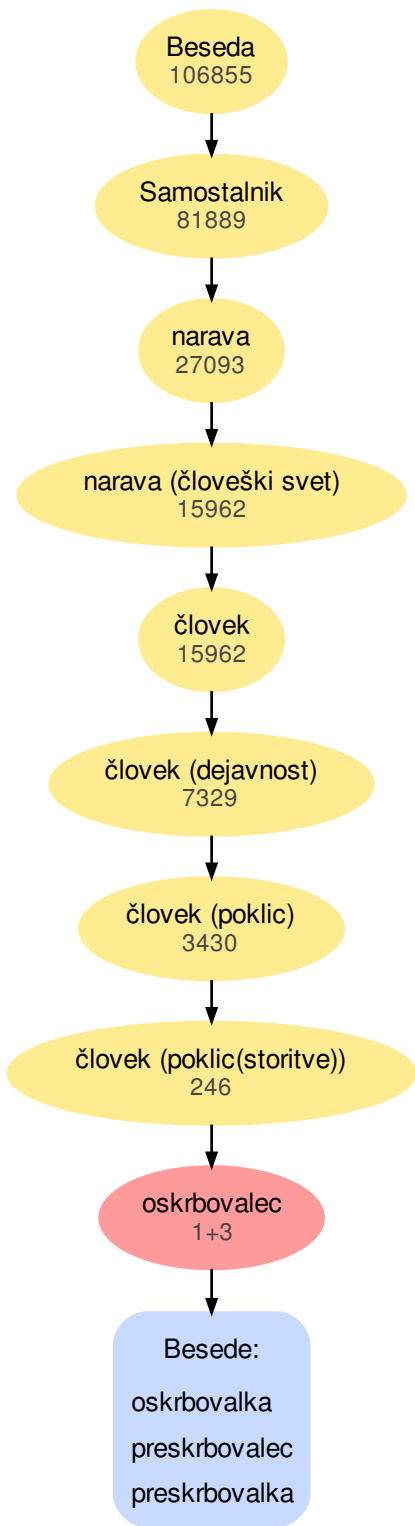 Beseda
106855
Samostalnik
81889
narava
27093
narava (človeški svet)
15962
človek
15962
človek (dejavnost)
7329
človek (poklic)
3430
človek (poklic(storitve))
246
oskrbovalec
1+3
Besede:
oskrbovalka
preskrbovalec
preskrbovalka